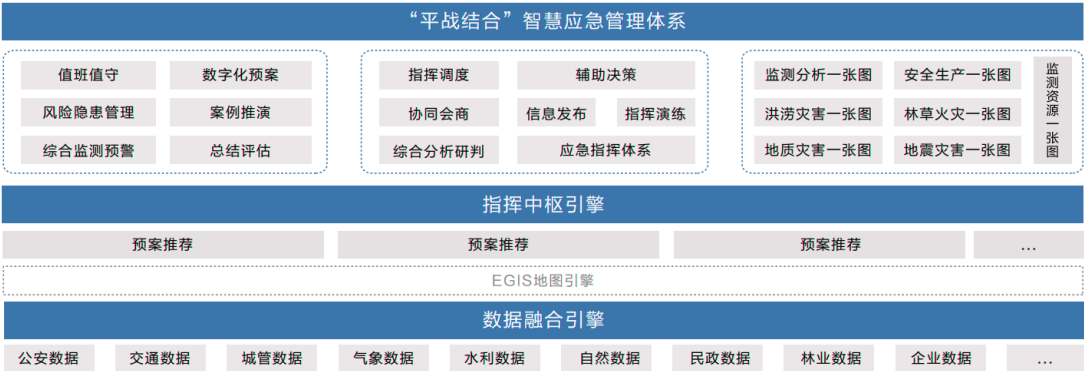 “平战结合”智慧应急管理体系
值班值守 数字化预案
风险隐患管理 案例推演
综合监测预警 总结评估
指挥调度 辅助决策
协同会商 信息发布 指挥演练
综合分析研判 应急指挥体系
监测分析一张图 安全生产一张图
洪涝灾害一张图 林草火灾一张图
地质灾害一张图 地震灾害一张图
监测资源一张图
指挥中枢引擎
预案推荐 预案推荐 预案推荐 ...
EGIS地图引擎
数据融合引擎
公安数据 交通数据 城管数据 气象数据 水利数据 自然数据 民政数据 林业数据 企业数据 ...